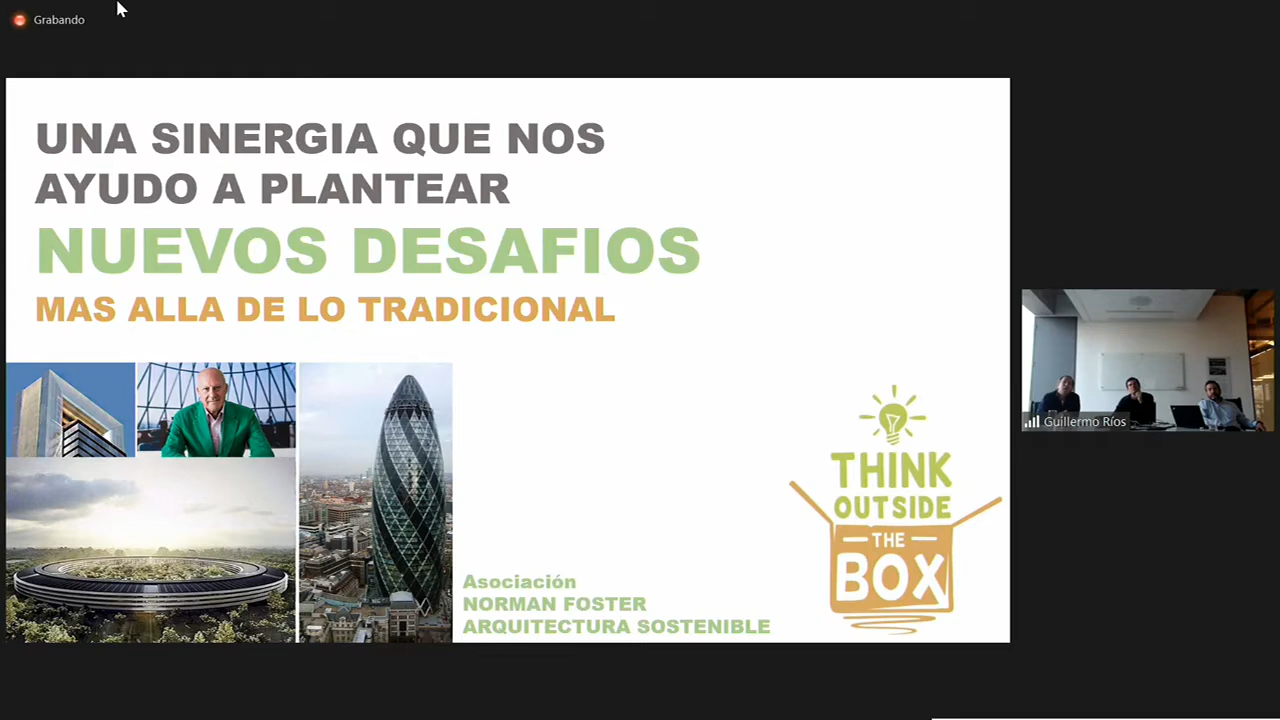 Grabando
UNA SINERGIA QUE NOS
AYUDO A PLANTEAR
NUEVOS DESAFIOS
MAS ALLA DE LO TRADICIONAL
Guillermo Ríos
THINK
OUTSIDE
THE
BOX
Asociación
NORMAN FOSTER
ARQUITECTURA SOSTENIBLE